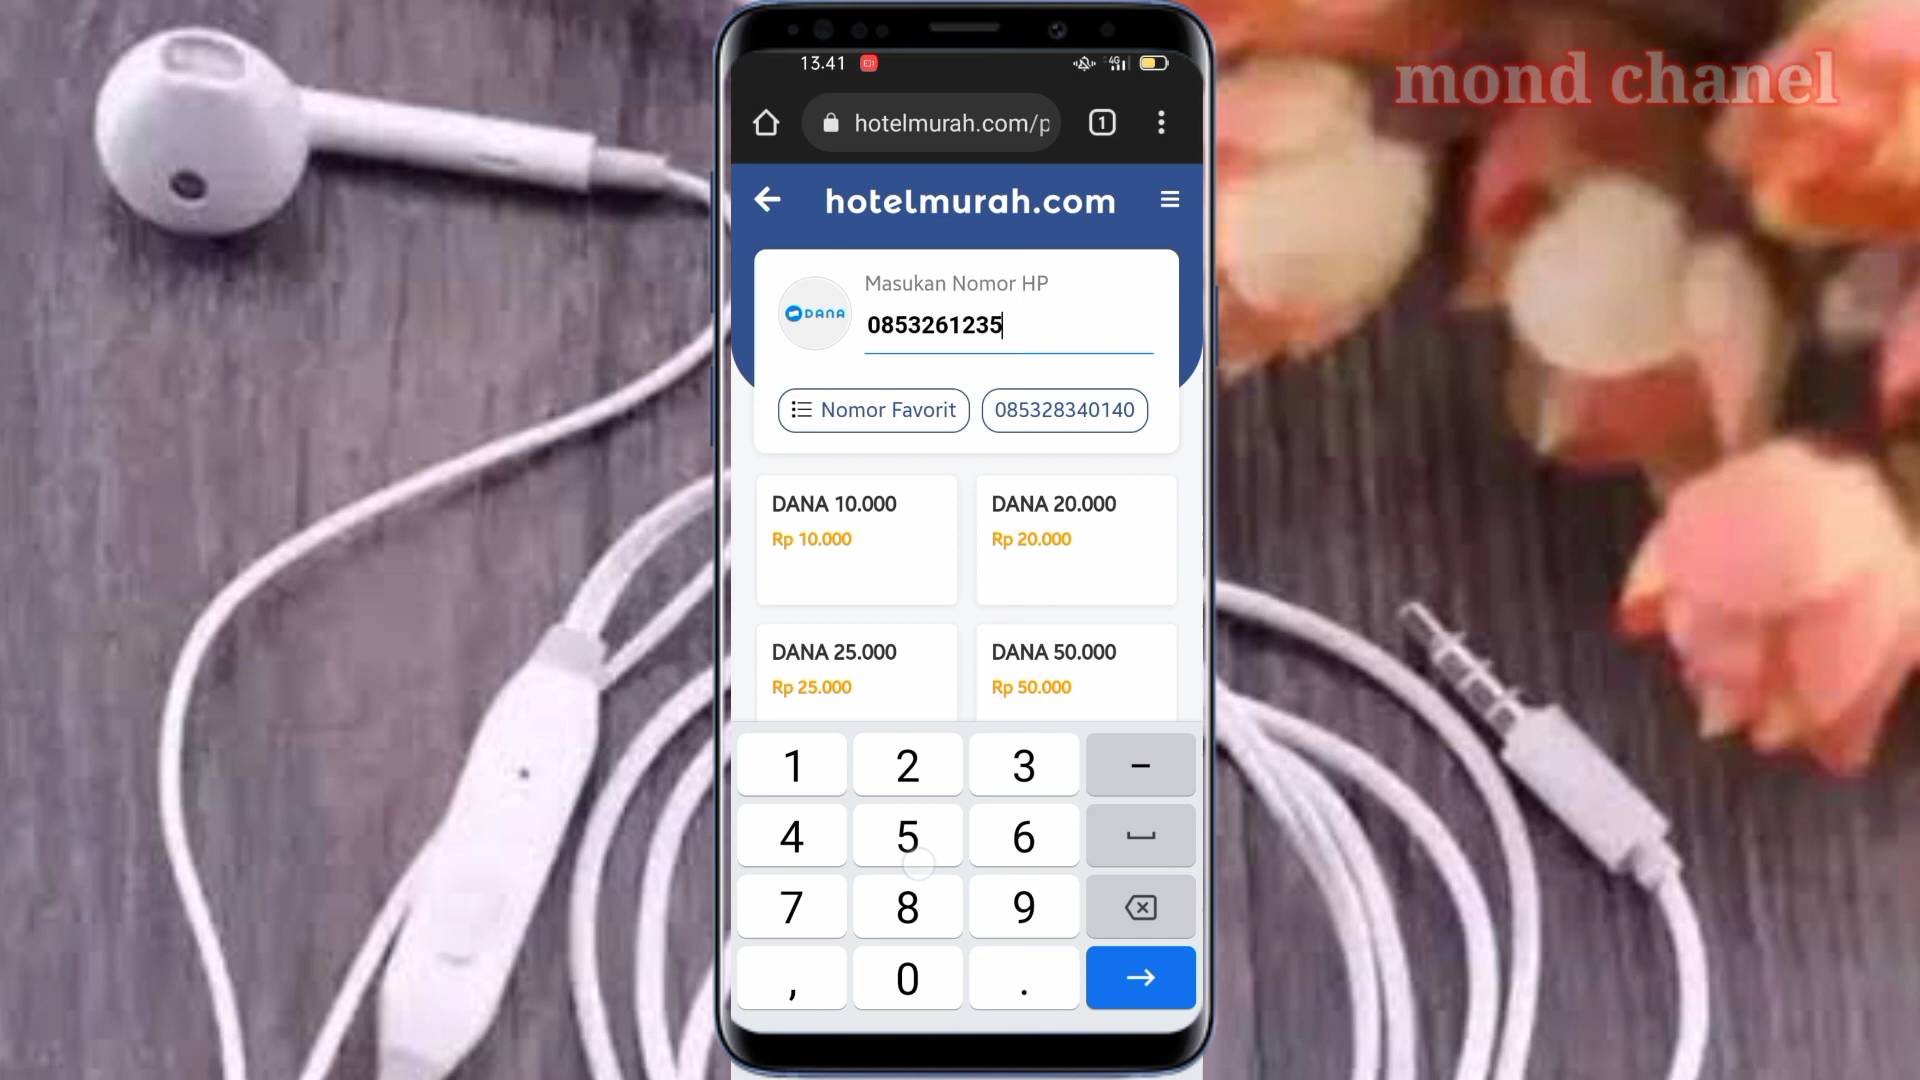 mond chanel
13.41
4G
hotelmurah.com/p
1
hotelmurah.com
Masukan Nomor HP
DANA
0853261235
Nomor Favorit
085328340140
DANA 10.000
Rp 10.000
DANA 20.000
Rp 20.000
DANA 25.000
Rp 25.000
DANA 50.000
Rp 50.000
1 2 3 -
4 5 6
7 8 9
, 0 .